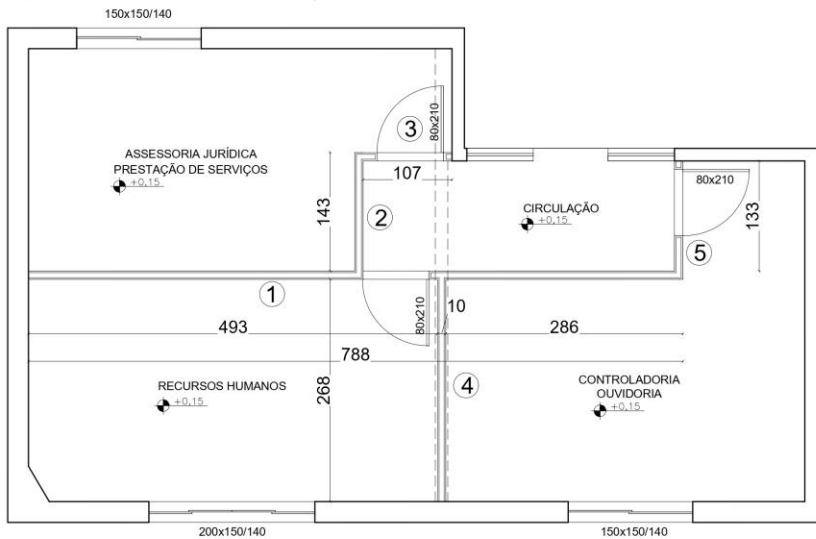 150x150/140
3
80x210
ASSESSORIA JURÍDICA
PRESTAÇÃO DE SERVIÇOS
+0,15
107
80x210
143
2
CIRCULAÇÃO
+0,15
133
5
1
80x210
10
493
286
788
RECURSOS HUMANOS
268
4
CONTROLADORIA
OUVIDORIA
+0,15
+0,15
200x150/140
150x150/140